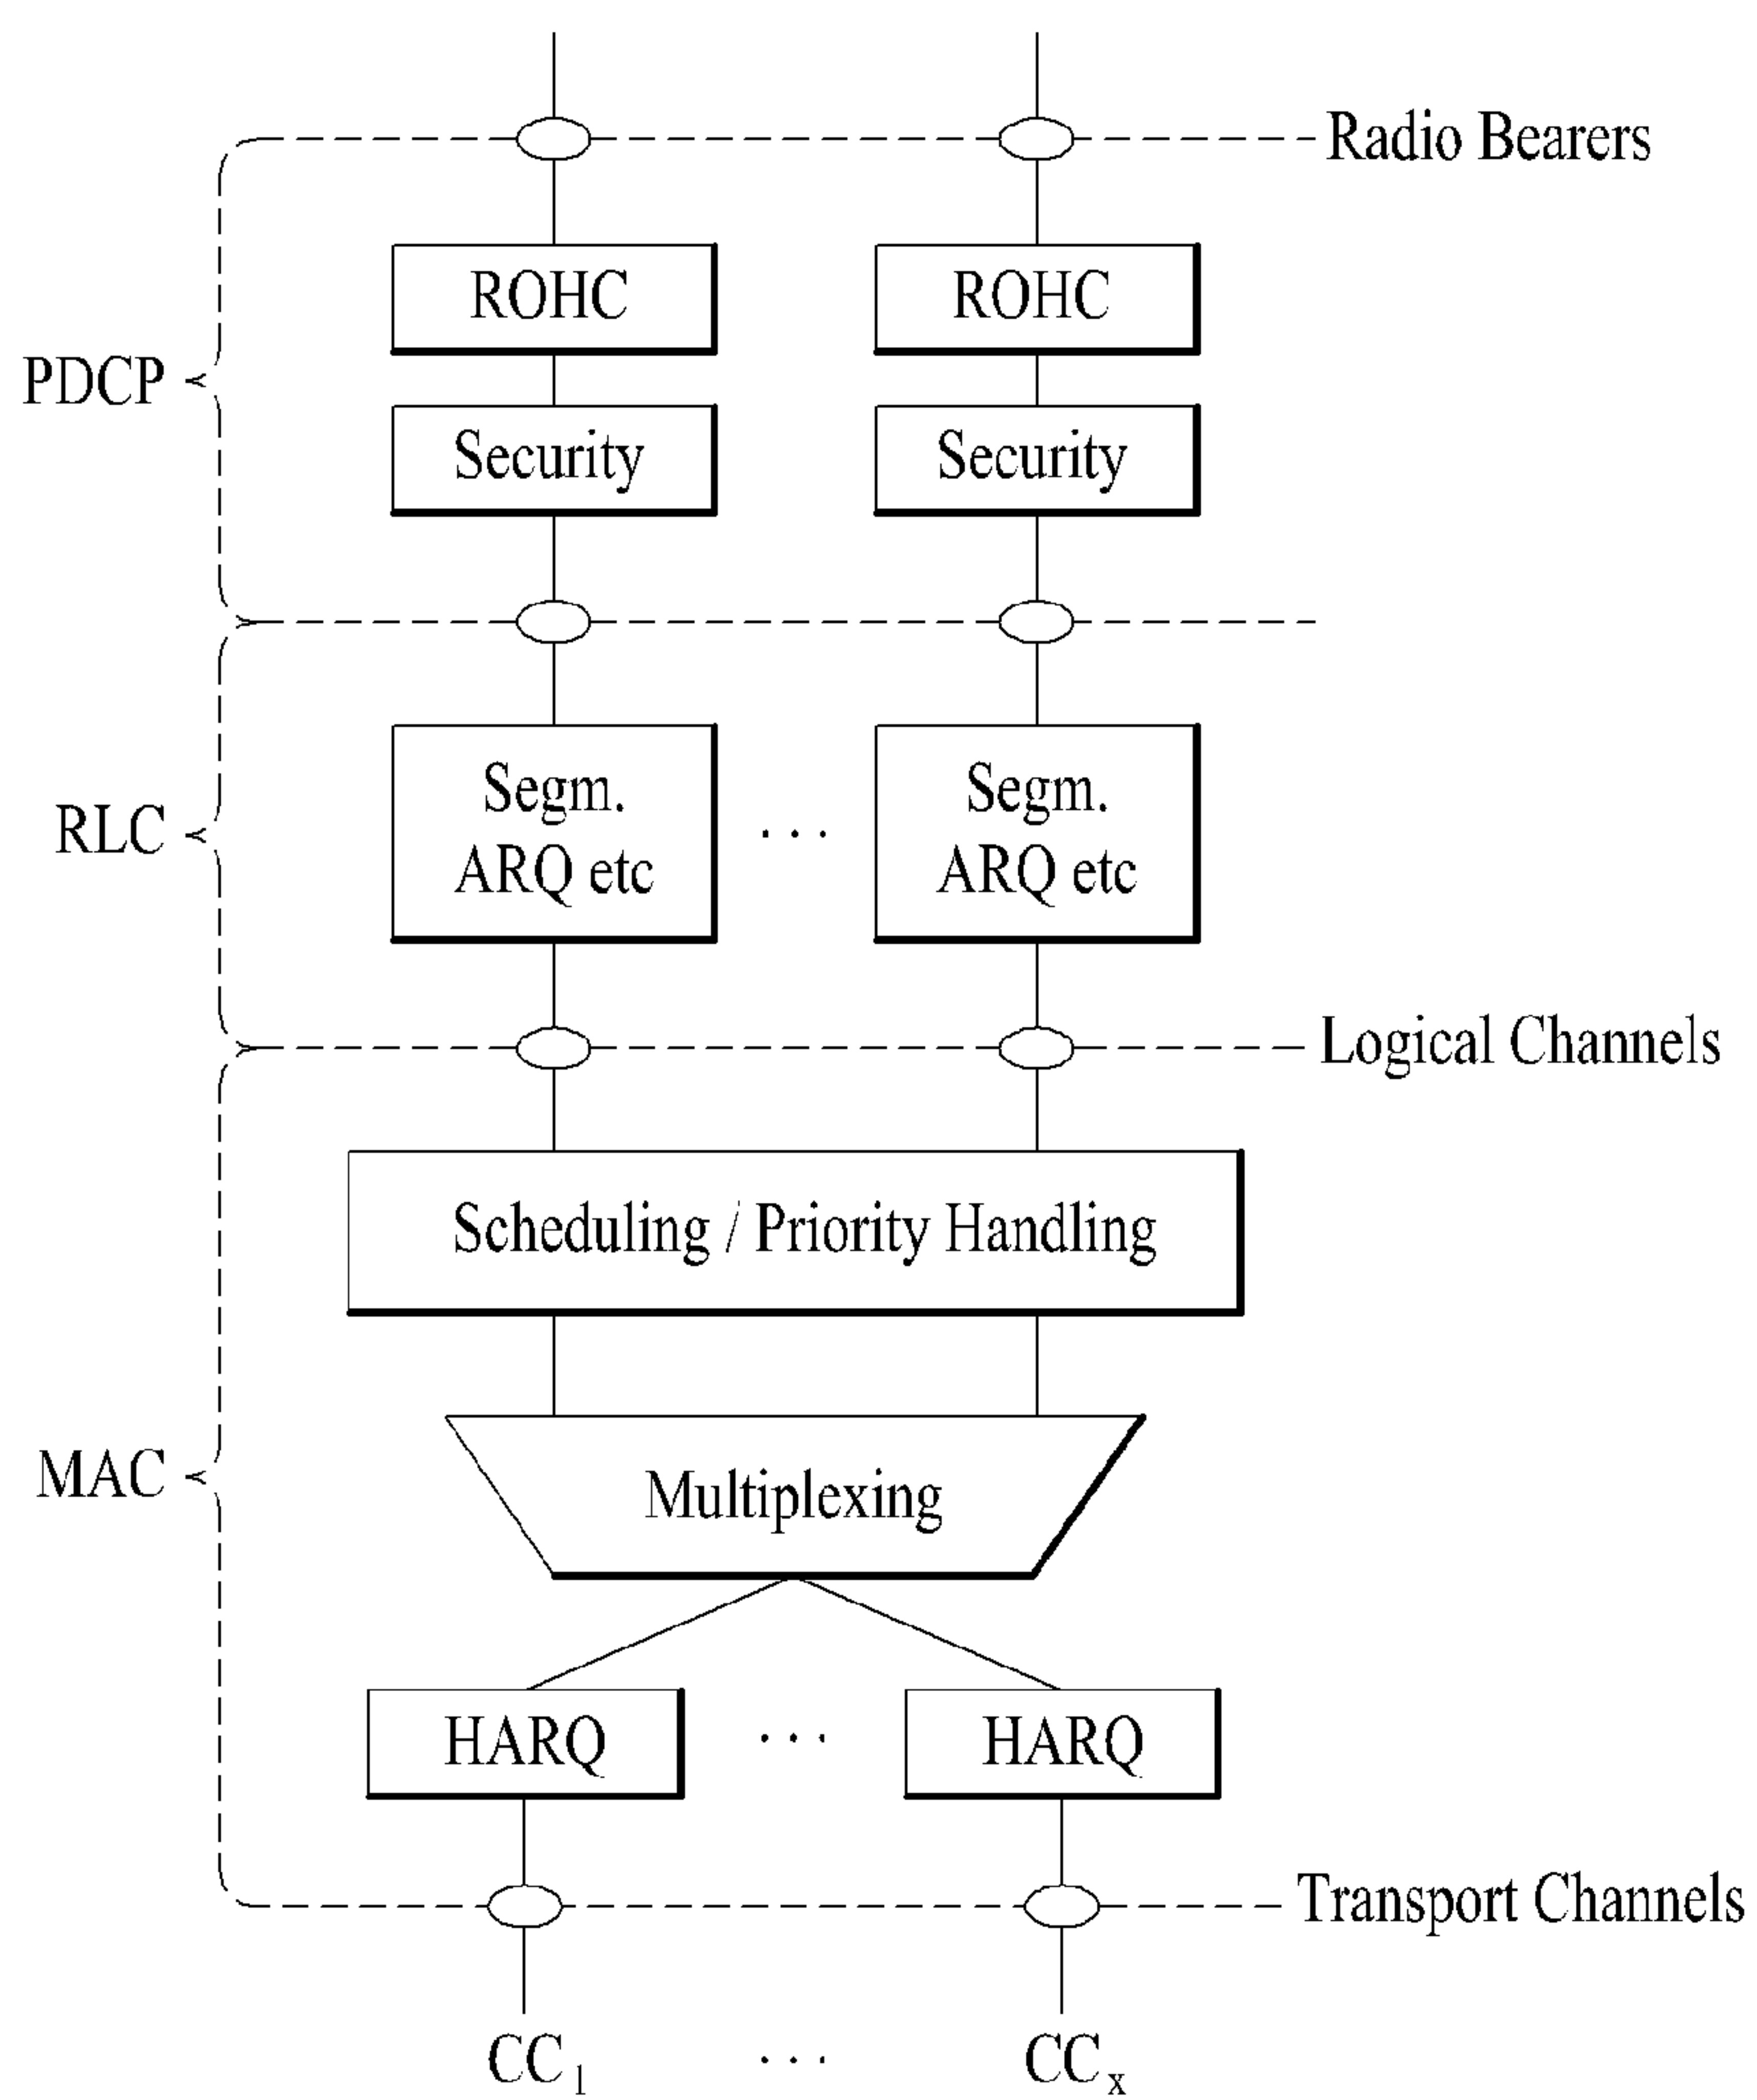 Radio Bearers
ROHC ROHC
PDCP
Security Security
Segm. Segm.
RLC ...
ARQ etc ARQ etc
Logical Channels
Scheduling / Priority Handling
MAC
Multiplexing
HARQ ... HARQ
Transport Channels
CC1 ... CCx